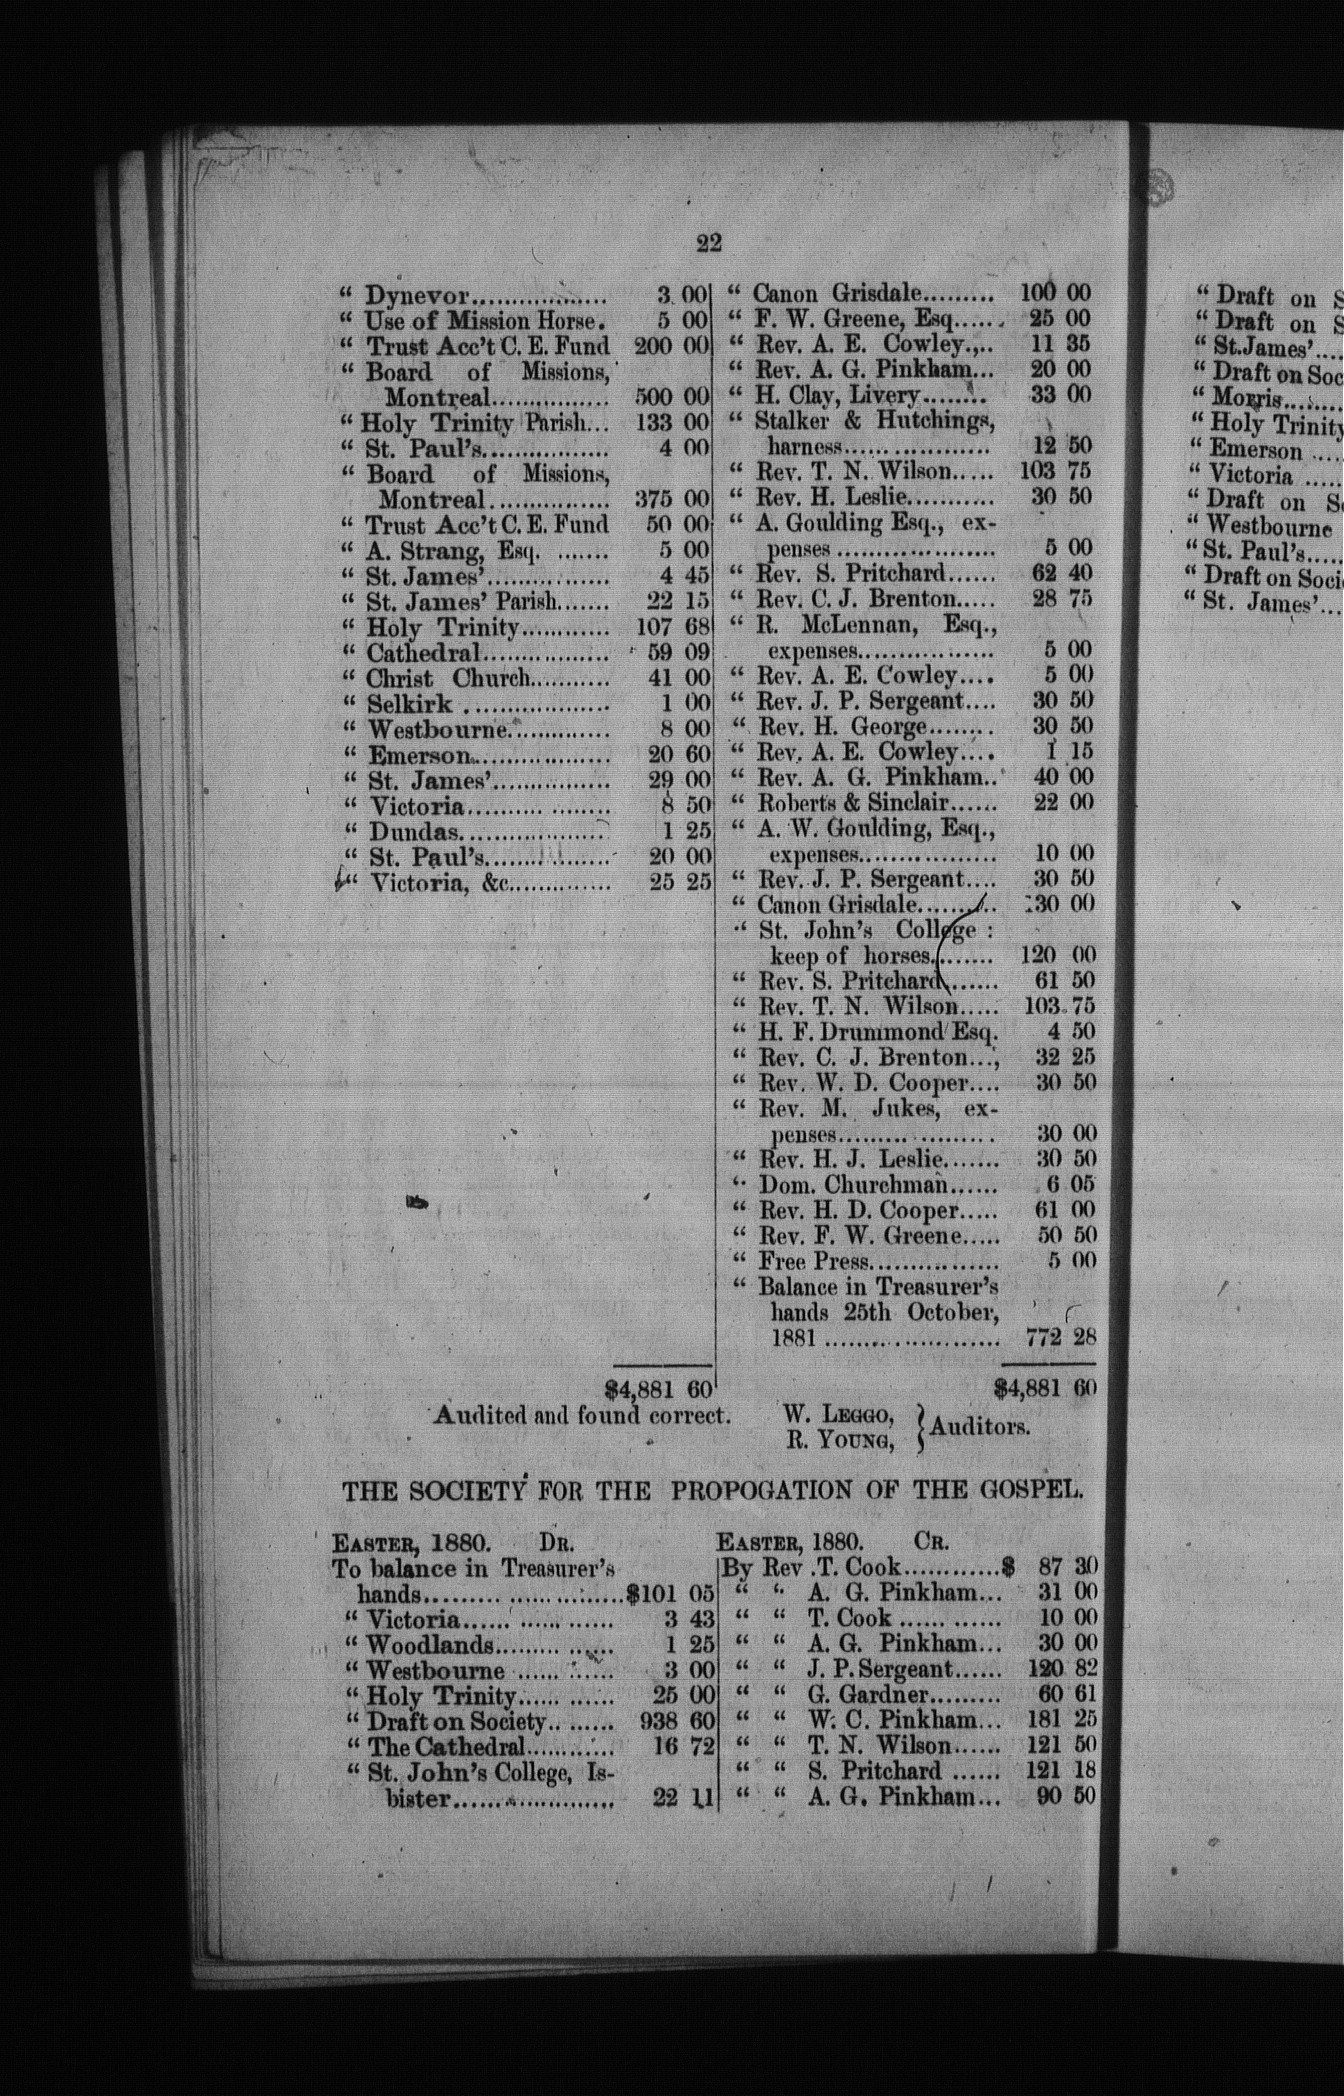 22
“ Dynevor.................. 3 00
“ Use of Mission Horse. 5 00
“ Trust Acc't C. E. Fund 200 00
“ Board of Missions,
Montreal................ 500 00
“ Holy Trinity Parish... 133 00
“ St. Paul's................ 4 00
“ Board of Missions,
Montreal................ 375 00
“ Trust Acc't C. E. Fund 50 00
“ A. Strang, Esq. ....... 5 00
“ St. James'................ 4 45
“ St. James' Parish....... 22 15
“ Holy Trinity............ 107 68
“ Cathedral................. 59 09
“ Christ Church........... 41 00
“ Selkirk ................... 1 00
“ Westbourne.............. 8 00
“ Emerson.................. 20 60
“ St. James'................ 29 00
“ Victoria.................... 8 50
“ Dundas.................... 1 25
“ St. Paul's................. 20 00
“ Victoria, &c.............. 25 25
“ Canon Grisdale......... 100 00
“ F. W. Greene, Esq...... 25 00
“ Rev. A. E. Cowley.,.. 11 35
“ Rev. A. G. Pinkham... 20 00
“ H. Clay, Livery........ 33 00
“ Stalker & Hutchings,
harness................... 12 50
“ Rev. T. N. Wilson..... 103 75
“ Rev. H. Leslie........... 30 50
“ A. Goulding Esq., ex-
penses .................... 5 00
“ Rev. S. Pritchard...... 62 40
“ Rev. C. J. Brenton..... 28 75
“ R. McLennan, Esq.,
expenses................. 5 00
“ Rev. A. E. Cowley.... 5 00
“ Rev. J. P. Sergeant.... 30 50
“ Rev. H. George........ 30 50
“ Rev. A. E. Cowley.... 1 15
“ Rev. A. G. Pinkham.. 40 00
“ Roberts & Sinclair...... 22 00
“ A. W. Goulding, Esq.,
expenses................. 10 00
“ Rev. J. P. Sergeant.... 30 50
“ Canon Grisdale.......... 30 00
“ St. John's College :
keep of horses......... 120 00
“ Rev. S. Pritchard....... 61 50
“ Rev. T. N. Wilson..... 103 75
“ H. F. Drummond Esq. 4 50
“ Rev. C. J. Brenton..., 32 25
“ Rev. W. D. Cooper.... 30 50
“ Rev. M. Jukes, ex-
penses.................... 30 00
“ Rev. H. J. Leslie....... 30 50
“ Dom. Churchman...... 6 05
“ Rev. H. D. Cooper..... 61 00
“ Rev. F. W. Greene..... 50 50
“ Free Press................ 5 00
“ Balance in Treasurer's
hands 25th October,
1881 ....................... 772 28
$4,881 60 $4,881 60
Audited and found correct. W. LEGGO,
R. YOUNG, } Auditors.
THE SOCIETY FOR THE PROPOGATION OF THE GOSPEL.
EASTER, 1880. DR.
To balance in Treasurer's
hands........................$101 05
“ Victoria.................. 3 43
“ Woodlands............... 1 25
“ Westbourne ............ 3 00
“ Holy Trinity............ 25 00
“ Draft on Society......... 938 60
“ The Cathedral............ 16 72
“ St. John's College, Is-
bister..................... 22 11
EASTER, 1880. CR.
By Rev .T. Cook............$ 87 30
“ “ A. G. Pinkham... 31 00
“ “ T. Cook ............ 10 00
“ “ A. G. Pinkham... 30 00
“ “ J. P. Sergeant...... 120 82
“ “ G. Gardner......... 60 61
“ “ W. C. Pinkham... 181 25
“ “ T. N. Wilson...... 121 50
“ “ S. Pritchard ...... 121 18
“ “ A. G. Pinkham... 90 50
“ Draft on
“ Draft on
“ St. James'....
“ Draft on Soc
“ Morris.......
“ Holy Trinity
“ Emerson ....
“ Victoria .....
“ Draft on
“ Westbourne
“ St. Paul's.....
“ Draft on Soci
“ St. James'...